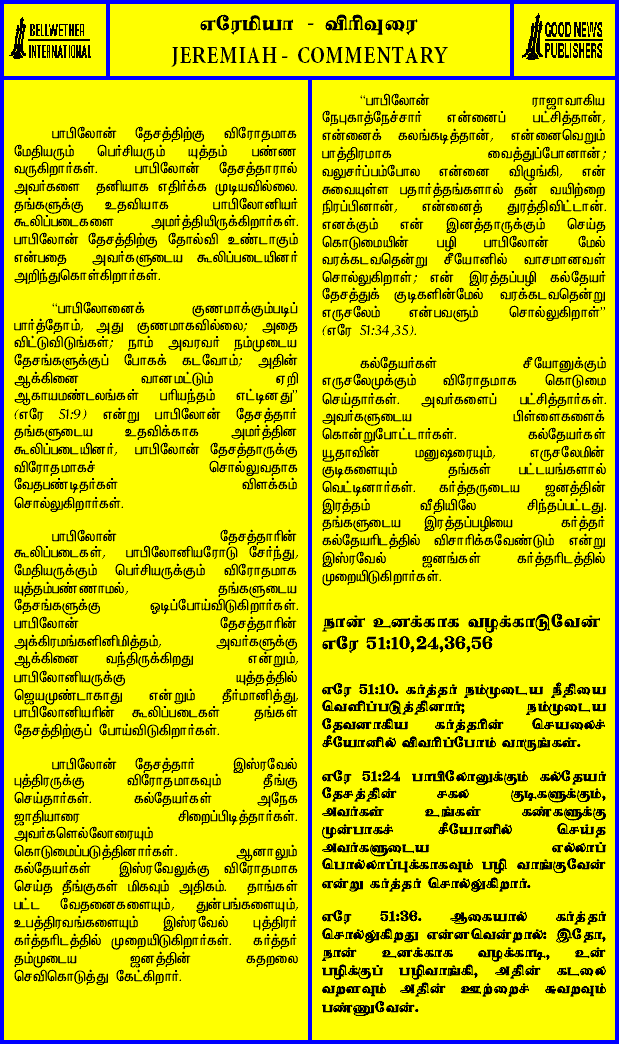 BELLWETHER
INTERNATIONAL
எரேமியா - விரிவுரை
JEREMIAH - COMMENTARY
GOOD NEWS
PUBLISHERS
பாபிலோன் தேசத்திற்கு விரோதமாக
மேதியரும் பெர்சியரும் யுத்தம் பண்ண
வருகிறார்கள். பாபிலோன் தேசத்தாரால்
அவர்களை தனியாக எதிர்க்க முடியவில்லை.
தங்களுக்கு உதவியாக பாபிலோனியர்
கூலிப்படைகளை அமர்த்தியிருக்கிறார்கள்.
பாபிலோன் தேசத்திற்கு தோல்வி உண்டாகும்
என்பதை அவர்களுடைய கூலிப்படையினர்
அறிந்துகொள்கிறார்கள்.
“பாபிலோனைக் குணமாக்கும்படிப்
பார்த்தோம், அது குணமாகவில்லை; அதை
விட்டுவிடுங்கள்; நாம் அவரவர் நம்முடைய
தேசங்களுக்குப் போகக் கடவோம்; அதின்
ஆக்கினை வானமட்டும் ஏறி
ஆகாயமண்டலங்கள் பரியந்தம் எட்டினது”
(எரே 51:9) என்று பாபிலோன் தேசத்தார்
தங்களுடைய உதவிக்காக அமர்த்தின
கூலிப்படையினர், பாபிலோன் தேசத்தாருக்கு
விரோதமாகச் சொல்லுவதாக
வேதபண்டிதர்கள் விளக்கம்
சொல்லுகிறார்கள்.
பாபிலோன் தேசத்தாரின்
கூலிப்படைகள், பாபிலோனியரோடு சேர்ந்து,
மேதியருக்கும் பெர்சியருக்கும் விரோதமாக
யுத்தம்பண்ணாமல், தங்களுடைய
தேசங்களுக்கு ஓடிப்போய்விடுகிறார்கள்.
பாபிலோன் தேசத்தாரின்
அக்கிரமங்களினிமித்தம், அவர்களுக்கு
ஆக்கினை வந்திருக்கிறது என்றும்,
பாபிலோனியருக்கு யுத்தத்தில்
ஜெயமுண்டாகாது என்றும் தீர்மானித்து,
பாபிலோனியரின் கூலிப்படைகள் தங்கள்
தேசத்திற்குப் போய்விடுகிறார்கள்.
பாபிலோன் தேசத்தார் இஸ்ரவேல்
புத்திரருக்கு விரோதமாகவும் தீங்கு
செய்தார்கள். கல்தேயர்கள் அநேக
ஜாதியாரை சிறைப்பிடித்தார்கள்.
அவர்களெல்லோரையும்
கொடுமைப்படுத்தினார்கள். ஆனாலும்
கல்தேயர்கள் இஸ்ரவேலுக்கு விரோதமாக
செய்த தீங்குகள் மிகவும் அதிகம். தாங்கள்
பட்ட வேதனைகளையும், துன்பங்களையும்,
உபத்திரவங்களையும் இஸ்ரவேல் புத்திரர்
கர்த்தரிடத்தில் முறையிடுகிறார்கள். கர்த்தர்
தம்முடைய ஜனத்தின் கதறலை
செவிகொடுத்து கேட்கிறார்.
“பாபிலோன் ராஜாவாகிய
நேபுகாத்நேச்சார் என்னைப் பட்சித்தான்,
என்னைக் கலங்கடித்தான், என்னைவெறும்
பாத்திரமாக வைத்துப்போனான்;
வலுசர்ப்பம்போல என்னை விழுங்கி, என்
சுவையுள்ள பதார்த்தங்களால் தன் வயிற்றை
நிரப்பினான், என்னைத் துரத்திவிட்டான்.
எனக்கும் என் இனத்தாருக்கும் செய்த
கொடுமையின் பழி பாபிலோன் மேல்
வரக்கடவதென்று சீயோனில் வாசமானவள்
சொல்லுகிறாள்; என் இரத்தப்பழி கல்தேயர்
தேசத்துக் குடிகளின்மேல் வரக்கடவதென்று
எருசலேம் என்பவளும் சொல்லுகிறாள்”
(எரே 51:34,35).
கல்தேயர்கள் சீயோனுக்கும்
எருசலேமுக்கும் விரோதமாக கொடுமை
செய்தார்கள். அவர்களைப் பட்சித்தார்கள்.
அவர்களுடைய பிள்ளைகளைக்
கொன்றுபோட்டார்கள். கல்தேயர்கள்
யூதாவின் மனுஷரையும், எருசலேமின்
குடிகளையும் தங்கள் பட்டயங்களால்
வெட்டினார்கள். கர்த்தருடைய ஜனத்தின்
இரத்தம் வீதியிலே சிந்தப்பட்டது.
தங்களுடைய இரத்தப்பழியை கர்த்தர்
கல்தேயரிடத்தில் விசாரிக்கவேண்டும் என்று
இஸ்ரவேல் ஜனங்கள் கர்த்தரிடத்தில்
முறையிடுகிறார்கள்.
நான் உனக்காக வழக்காடுவேன்
எரே 51:10,24,36,56
எரே 51:10. கர்த்தர் நம்முடைய நீதியை
வெளிப்படுத்தினார்; நம்முடைய
தேவனாகிய கர்த்தரின் செயலைச்
சீயோனில் விவரிப்போம் வாருங்கள்.
எரே 51:24 பாபிலோனுக்கும் கல்தேயர்
தேசத்தின் சகல குடிகளுக்கும்,
அவர்கள் உங்கள் கண்களுக்கு
முன்பாகச் சீயோனில் செய்த
அவர்களுடைய எல்லாப்
பொல்லாப்புக்காகவும் பழி வாங்குவேன்
என்று கர்த்தர் சொல்லுகிறார்.
எரே 51:36. ஆகையால் கர்த்தர்
சொல்லுகிறது என்னவென்றால்: இதோ,
நான் உனக்காக வழக்காடி, உன்
பழிக்குப் பழிவாங்கி, அதின் கடலை
வறளவும் அதின் ஊற்றைச் சுவறவும்
பண்ணுவேன்.